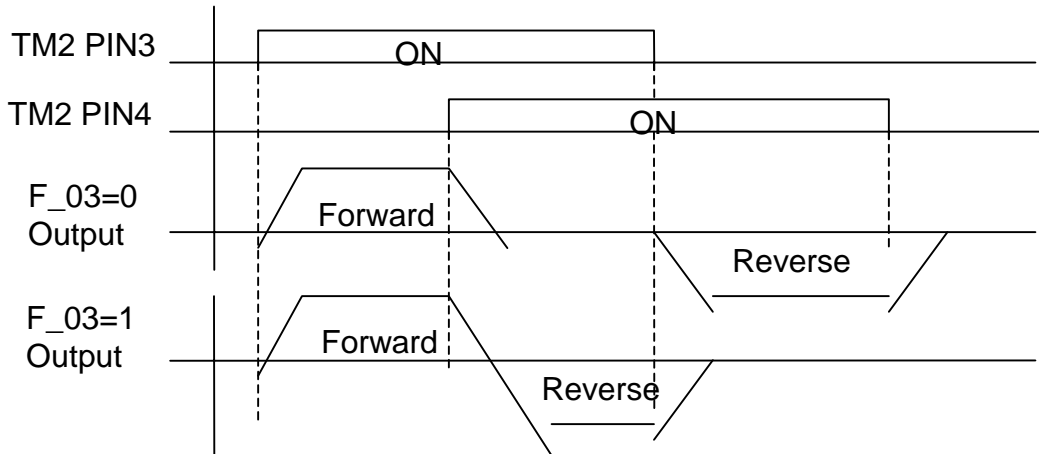 TM2 PIN3
ON
TM2 PIN4
ON
F_03=0
Output
Forward
Reverse
F_03=1
Output
Forward
Reverse